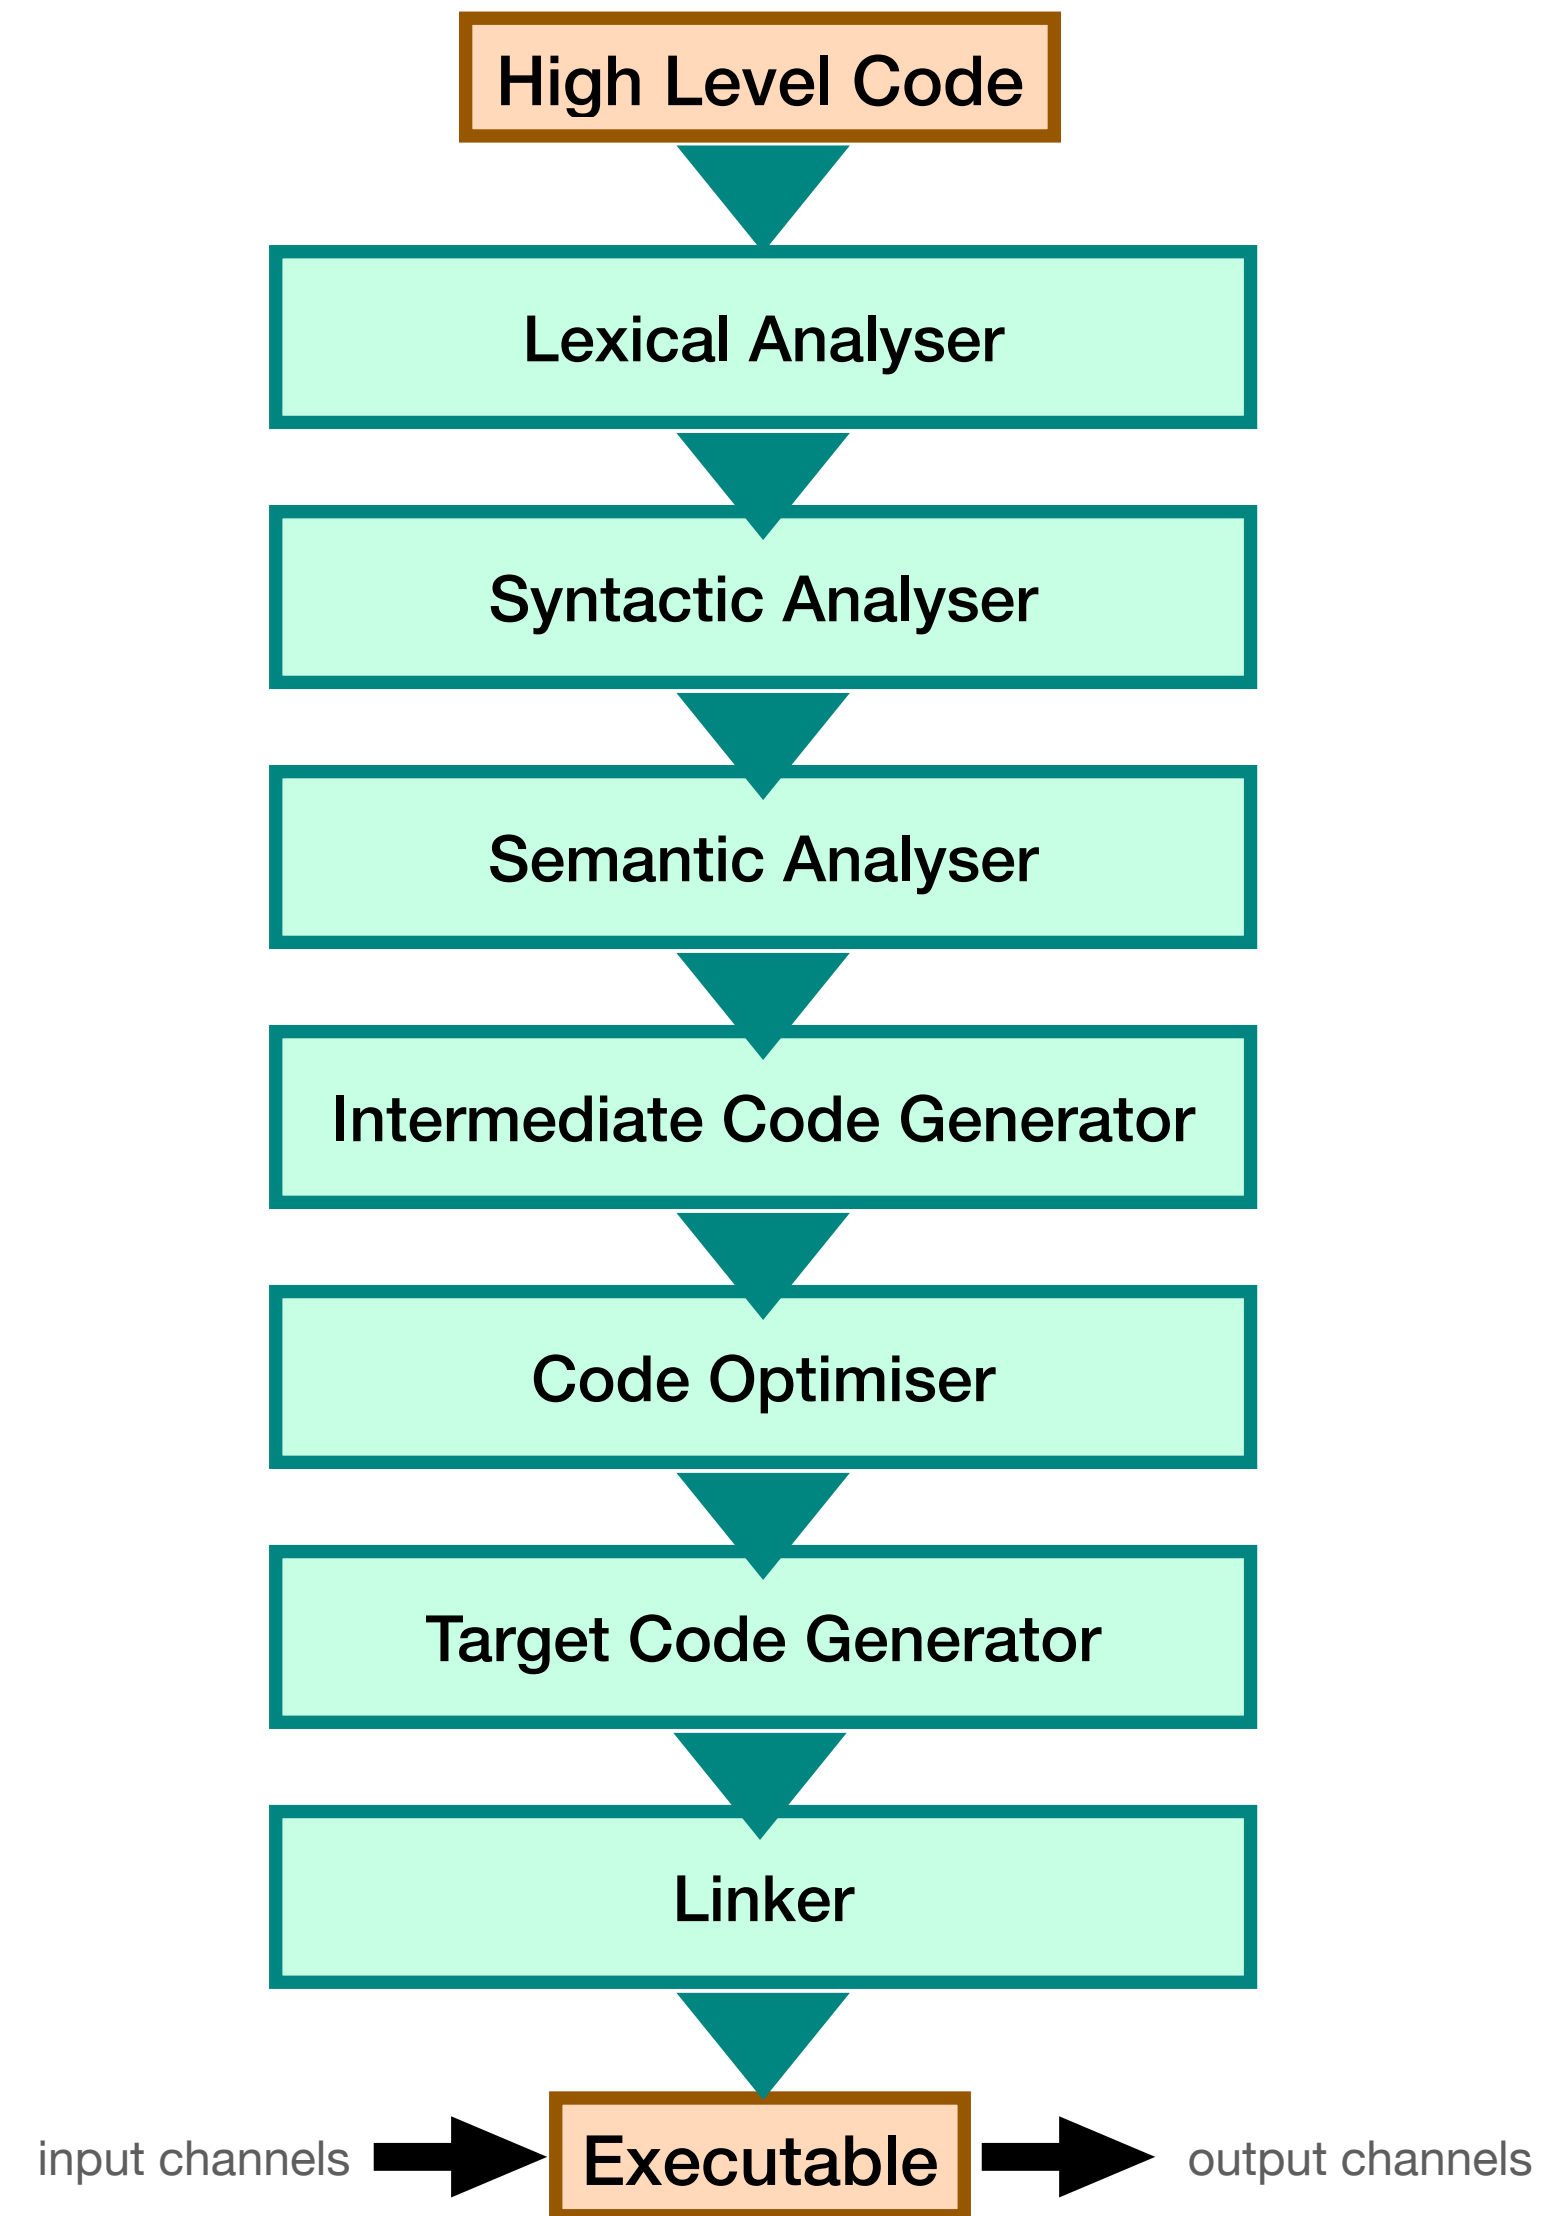 High Level Code
Lexical Analyser
Syntactic Analyser
Semantic Analyser
Intermediate Code Generator
Code Optimiser
Target Code Generator
Linker
input channels
Executable
output channels